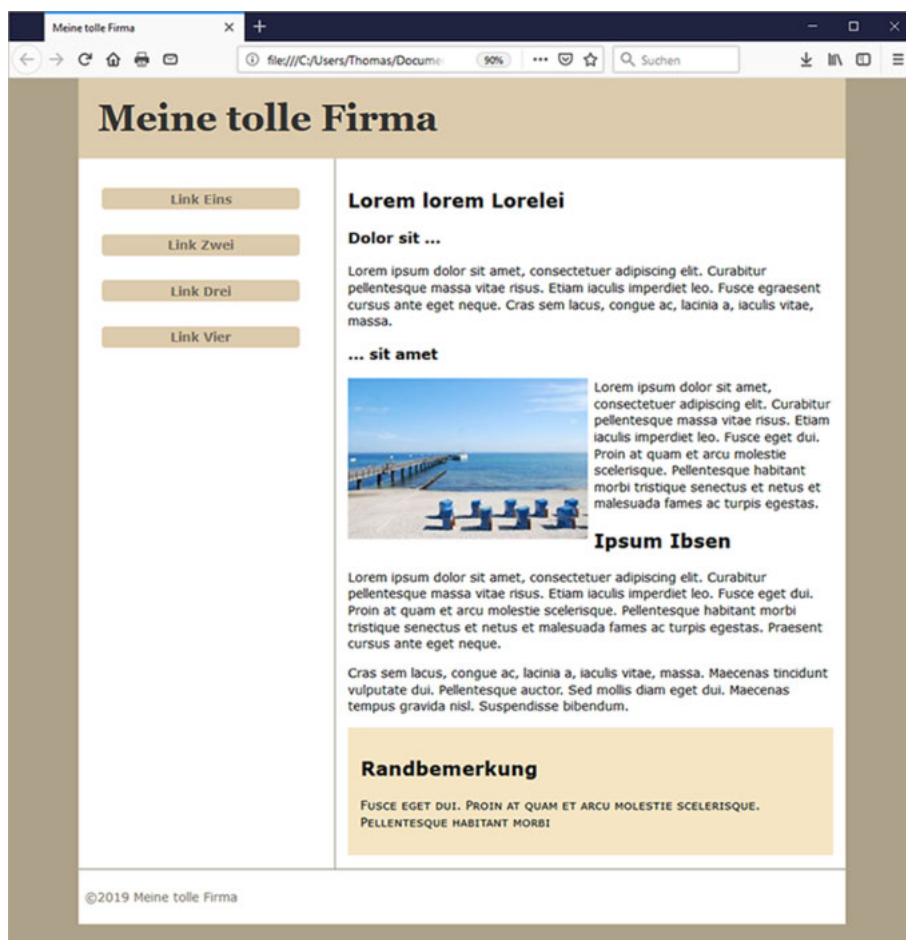 Meine tolle Firma
file:///C:/Users/Thomas/Docume
90%
Suchen
Meine tolle Firma
Link Eins
Link Zwei
Link Drei
Link Vier
Lorem lorem Lorelei
Dolor sit ...
Lorem ipsum dolor sit amet, consectetuer adipiscing elit. Curabitur
pellentesque massa vitae risus. Etiam iaculis imperdiet leo. Fusce egraesent
cursus ante eget neque. Cras sem lacus, congue ac, lacinia a, iaculis vitae,
massa.
... sit amet
Lorem ipsum dolor sit amet,
consectetuer adipiscing elit. Curabitur
pellentesque massa vitae risus. Etiam
iaculis imperdiet leo. Fusce eget dui.
Proin at quam et arcu molestie
scelerisque. Pellentesque habitant
morbi tristique senectus et netus et
malesuada fames ac turpis egestas.
Ipsum Ibsen
Lorem ipsum dolor sit amet, consectetuer adipiscing elit. Curabitur
pellentesque massa vitae risus. Etiam iaculis imperdiet leo. Fusce eget dui.
Proin at quam et arcu molestie scelerisque. Pellentesque habitant morbi
tristique senectus et netus et malesuada fames ac turpis egestas. Praesent
cursus ante eget neque.
Cras sem lacus, congue ac, lacinia a, iaculis vitae, massa. Maecenas tincidunt
vulputate dui. Pellentesque auctor. Sed mollis diam eget dui. Maecenas
tempus gravida nisl. Suspendisse bibendum.
Randbemerkung
Fusce eget dui. Proin at quam et arcu molestie scelerisque.
Pellentesque habitant morbi
©2019 Meine tolle Firma